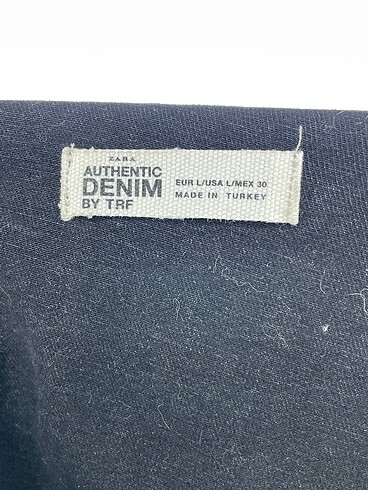 ZARA
AUTHENTIC
DENIM
BY TRF
EUR L/USA L/MEX 30
MADE IN TURKEY